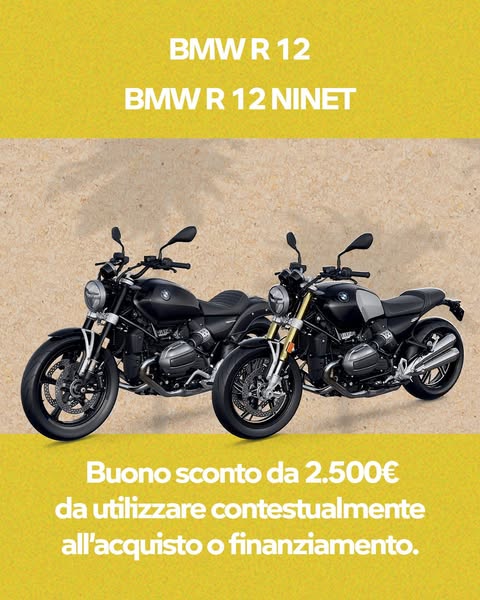 BMW R 12
BMW R 12 NINET
Buono sconto da 2.500€
da utilizzare contestualmente
all'acquisto o finanziamento.